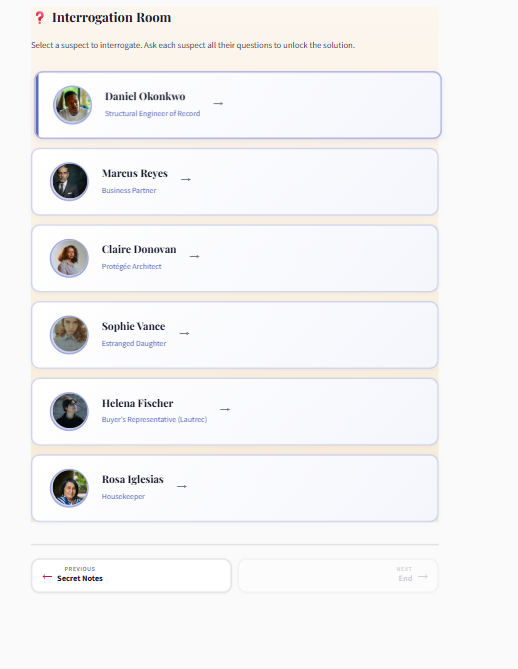 ❓ Interrogation Room
Select a suspect to interrogate. Ask each suspect all their questions to unlock the solution.
Daniel Okonkwo →
Structural Engineer of Record
Marcus Reyes →
Business Partner
Claire Donovan →
Protégée Architect
Sophie Vance →
Estranged Daughter
Helena Fischer →
Buyer's Representative (Lautrec)
Rosa Iglesias →
Housekeeper
PREVIOUS
← Secret Notes
NEXT
End →